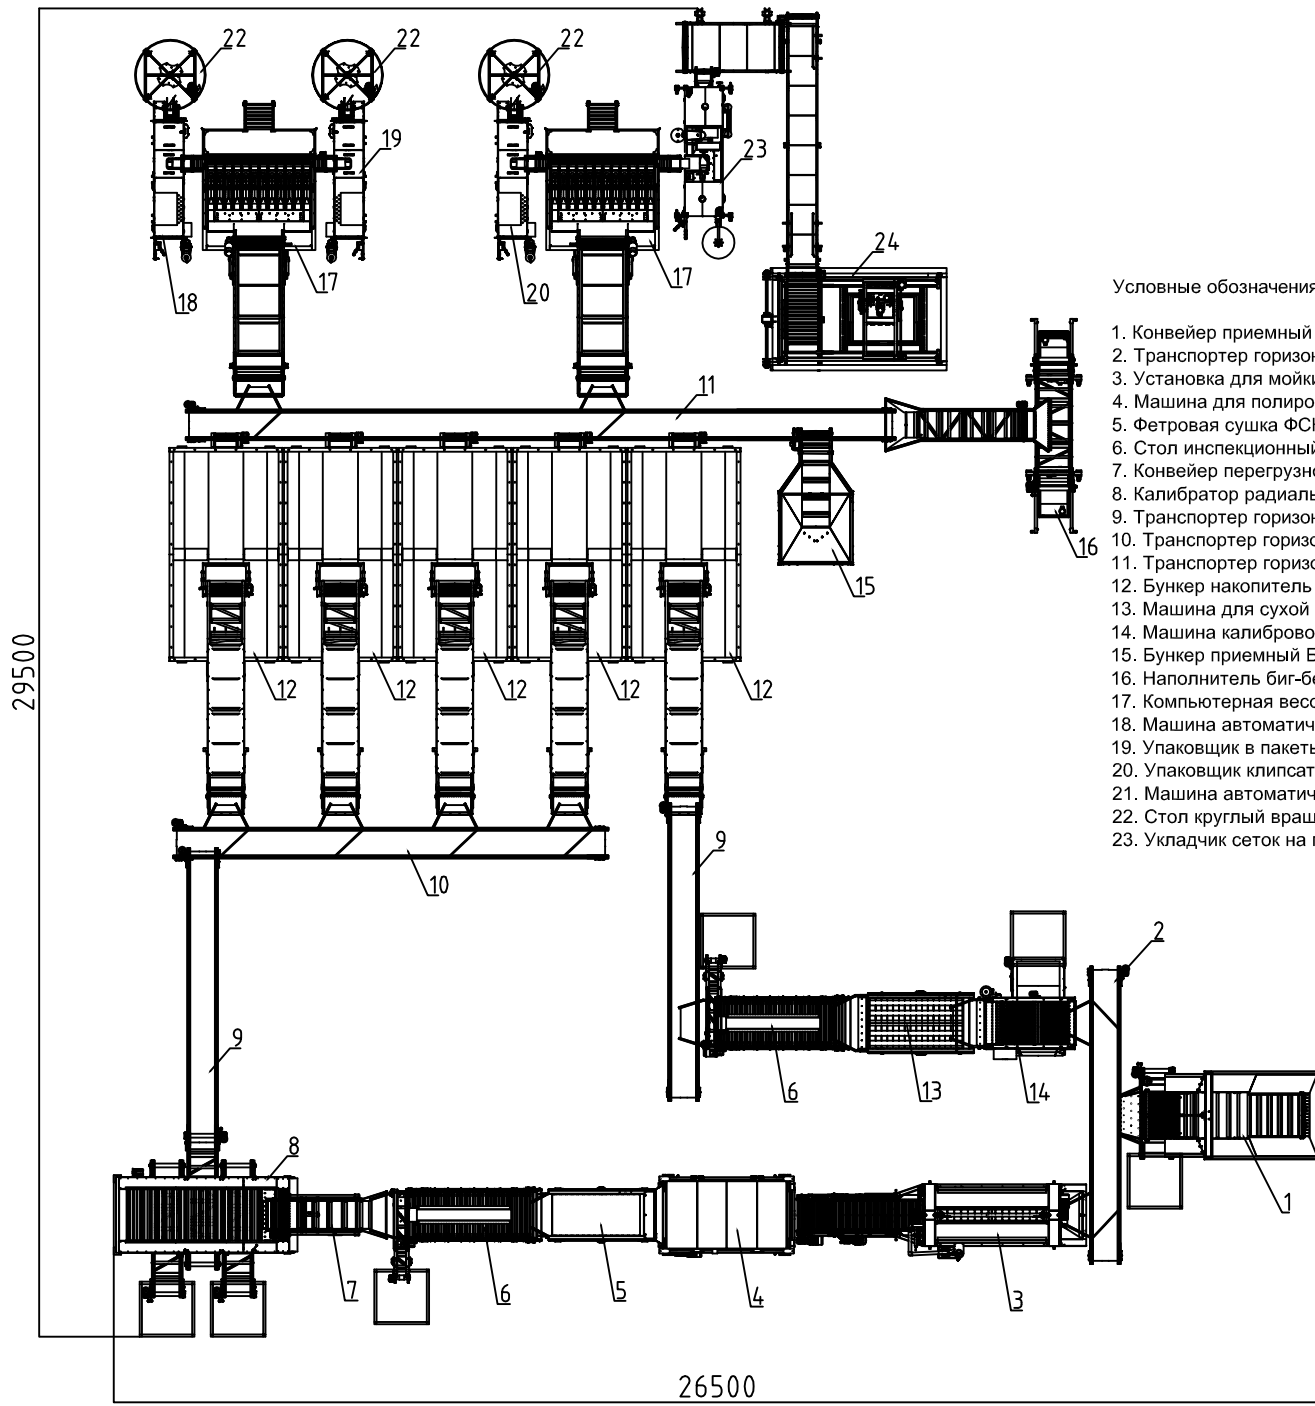 22
22
22
19
23
18
17
20
17
24
Условные обозначения
1. Конвейер приемный
2. Транспортер горизон
3. Установка для мойки
4. Машина для полиро
5. Фетровая сушка ФС
6. Стол инспекционный
7. Конвейер перегрузно
8. Калибратор радиаль
9. Транспортер горизон
10. Транспортер горизо
11. Транспортер горизо
12. Бункер накопитель
13. Машина для сухой
14. Машина калиброво
15. Бункер приемный Б
16. Наполнитель биг-бе
17. Компьютерная весо
18. Машина автоматич
19. Упаковщик в пакеты
20. Упаковщик клипсат
21. Машина автоматич
22. Стол круглый вращ
23. Укладчик сеток на п
11
16
15
29500
12
12
12
12
12
10
9
2
9
6
13
14
8
1
7
6
5
4
3
26500